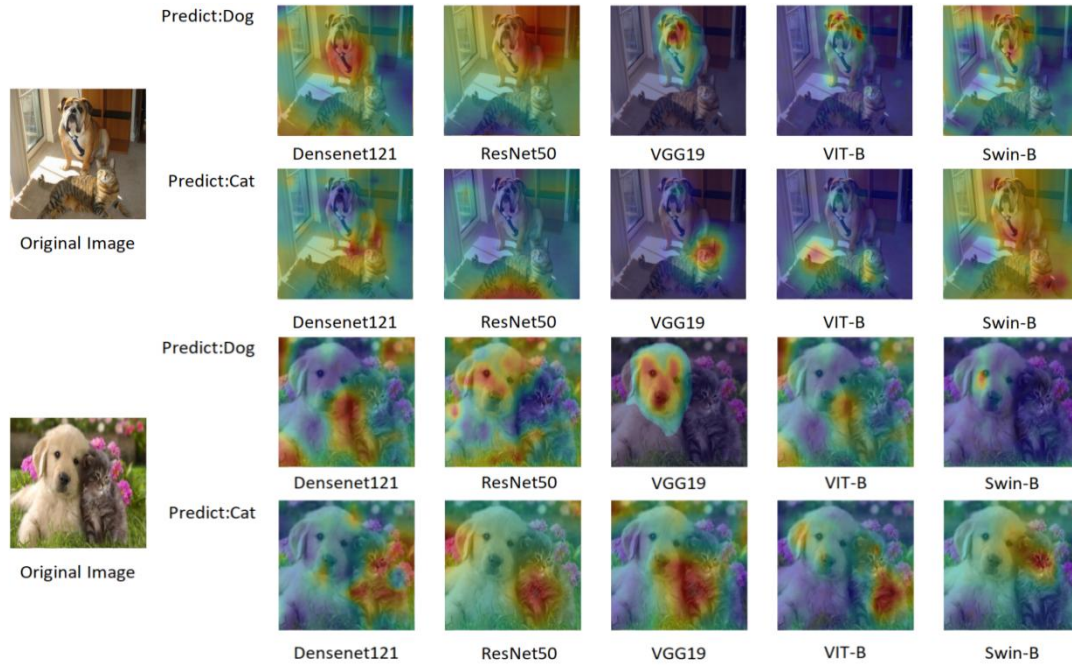 Predict:Dog
Densenet121 ResNet50 VGG19 VIT-B Swin-B
Predict:Cat
Original Image
Densenet121 ResNet50 VGG19 VIT-B Swin-B
Predict:Dog
Densenet121 ResNet50 VGG19 VIT-B Swin-B
Predict:Cat
Original Image
Densenet121 ResNet50 VGG19 VIT-B Swin-B